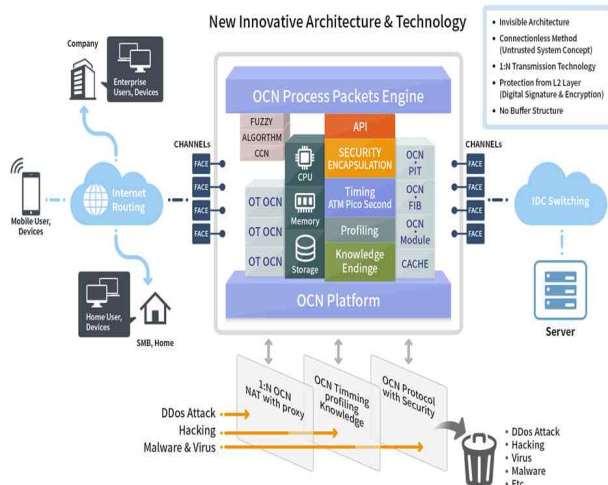 New Innovative Architecture & Technology
• Invisible Architecture
• Connectionless Method
(Untrusted System Concept)
• 1:N Transmission Technology
• Protection from L2 Layer
(Digital Signature & Encryption)
• No Buffer Structure
Company
Enterprise
Users, Devices
Internet
Routing
Mobile User,
Devices
Home User,
Devices
SMB, Home
CHANNELS
FACE
FACE
FACE
FACE
OCN Process Packets Engine
FUZZY
ALGORTHM
CCN
OT OCN
OT OCN
OT OCN
CPU
Memory
Storage
API
SECURITY
ENCAPSULATION
Timing
ATM Pico Second
Profiling
Knowledge
Endinge
OCN
+
PIT
OCN
+
FIB
OCN
+
Module
CACHE
OCN Platform
CHANNELS
FACE
FACE
FACE
FACE
IDC Switching
Server
1:N OCN
NAT with proxy
OCN Timming
profiling
Knowledge
OCN Protocol
with Security
DDos Attack
Hacking
Malware & Virus
• DDos Attack
• Hacking
• Virus
• Malware
• Etc